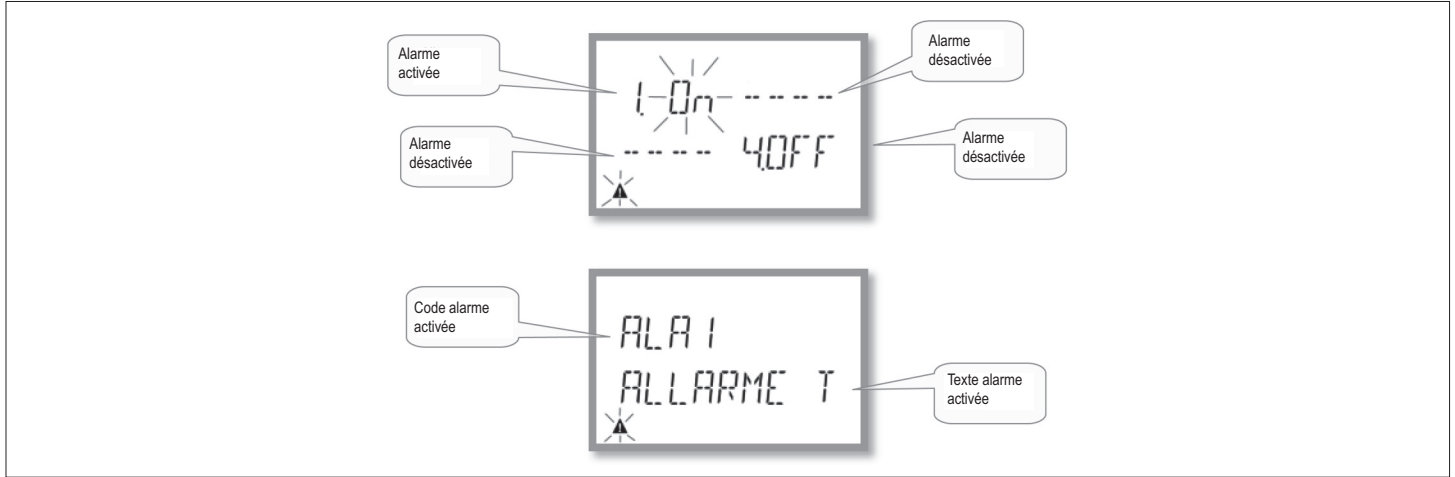 Alarme
activée
Alarme
désactivée
1. On ----
---- 4.OFF
Alarme
désactivée
Alarme
désactivée
Code alarme
activée
ALA1
ALLARME T
Texte alarme
activée